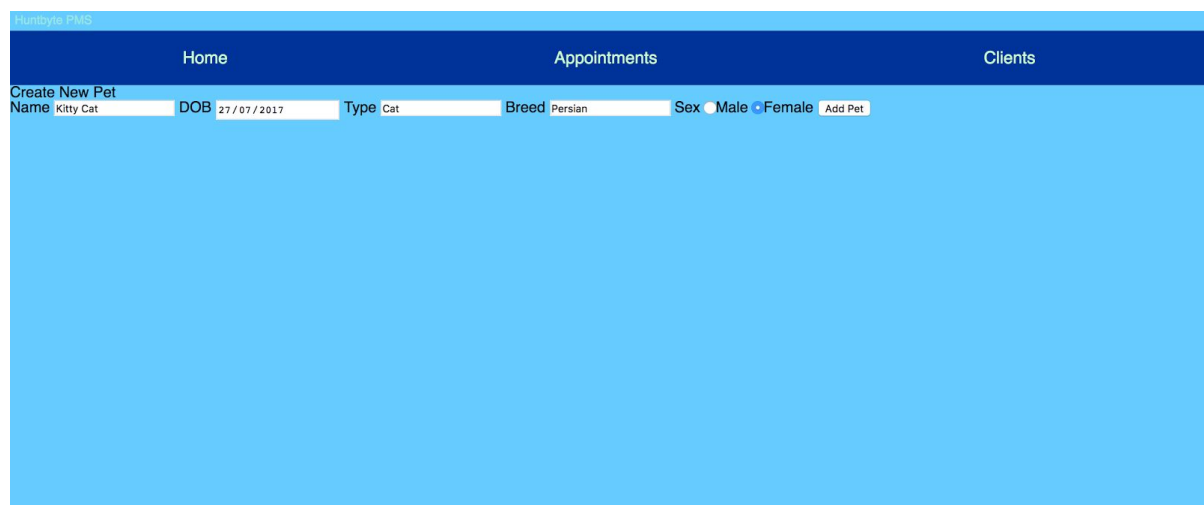 Huntbyte PMS
Home Appointments Clients
Create New Pet
Name Kitty Cat DOB 27/07/2017 Type Cat Breed Persian Sex Male Female Add Pet